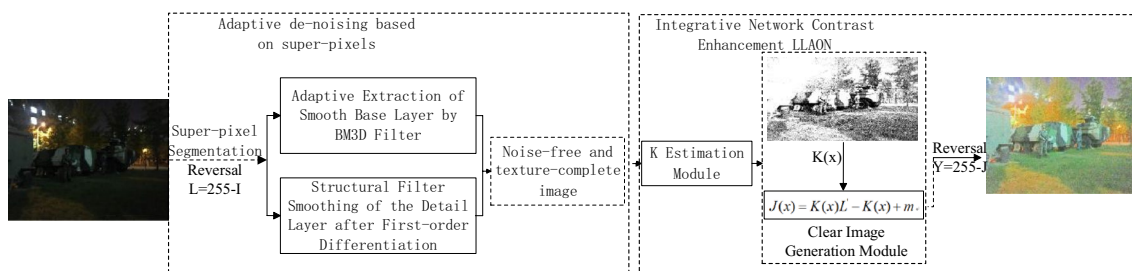 Adaptive de-noising based
on super-pixels
Super-pixel
Segmentation
Reversal
L=255-I
Adaptive Extraction of
Smooth Base Layer by
BM3D Filter
Structural Filter
Smoothing of the Detail
Layer after First-order
Differentiation
Noise-free and
texture-complete
image
Integrative Network Contrast
Enhancement LLAON
K Estimation
Module
K(x)
J(x) = K(x)L' − K(x) + m
Clear Image
Generation Module
Reversal
Y=255-J